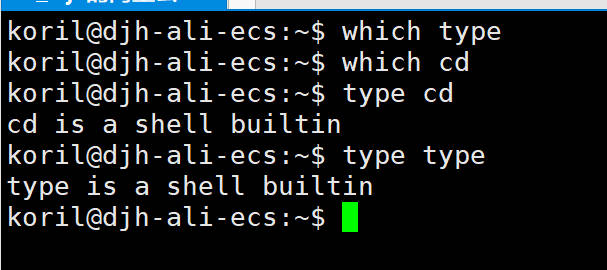 koril@djh-ali-ecs:~$ which type
koril@djh-ali-ecs:~$ which cd
koril@djh-ali-ecs:~$ type cd
cd is a shell builtin
koril@djh-ali-ecs:~$ type type
type is a shell builtin
koril@djh-ali-ecs:~$